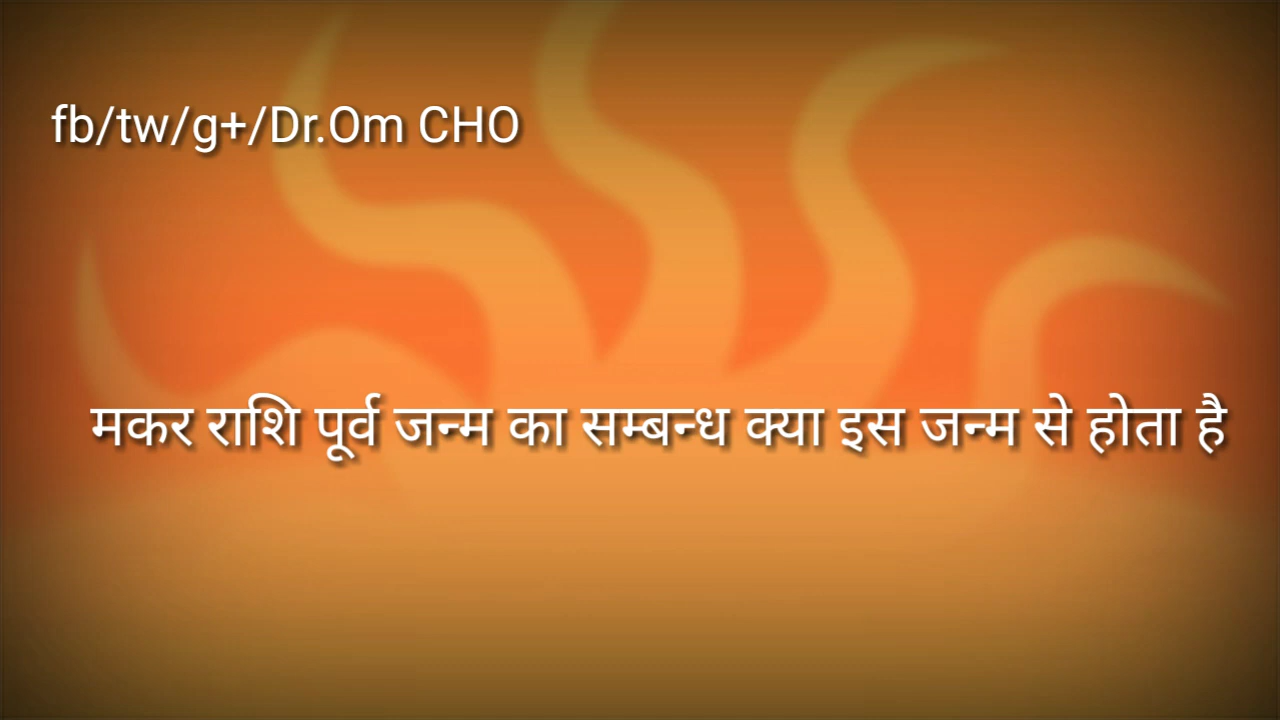 fb/tw/g+/Dr.Om CHO
मकर राशि पूर्व जन्म का सम्बन्ध क्या इस जन्म से होता है